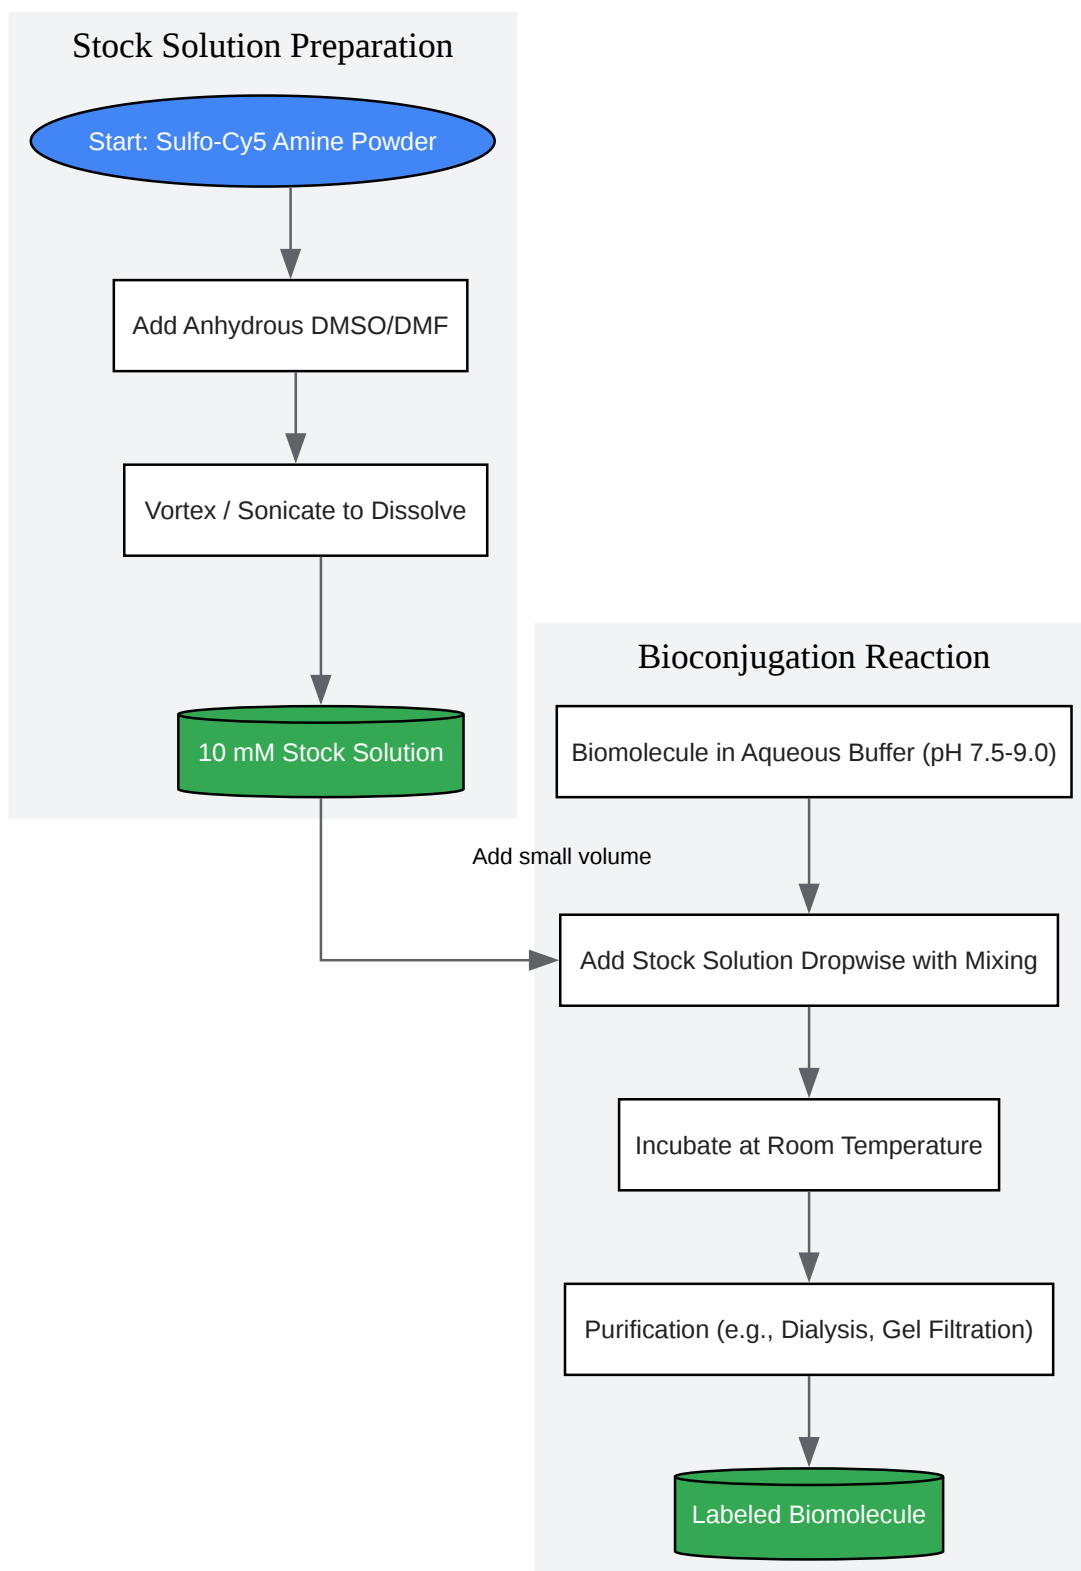 Stock Solution Preparation
Start: Sulfo-Cy5 Amine Powder
Add Anhydrous DMSO/DMF
Vortex / Sonicate to Dissolve
10 mM Stock Solution
Bioconjugation Reaction
Biomolecule in Aqueous Buffer (pH 7.5-9.0)
Add small volume
Add Stock Solution Dropwise with Mixing
Incubate at Room Temperature
Purification (e.g., Dialysis, Gel Filtration)
Labeled Biomolecule